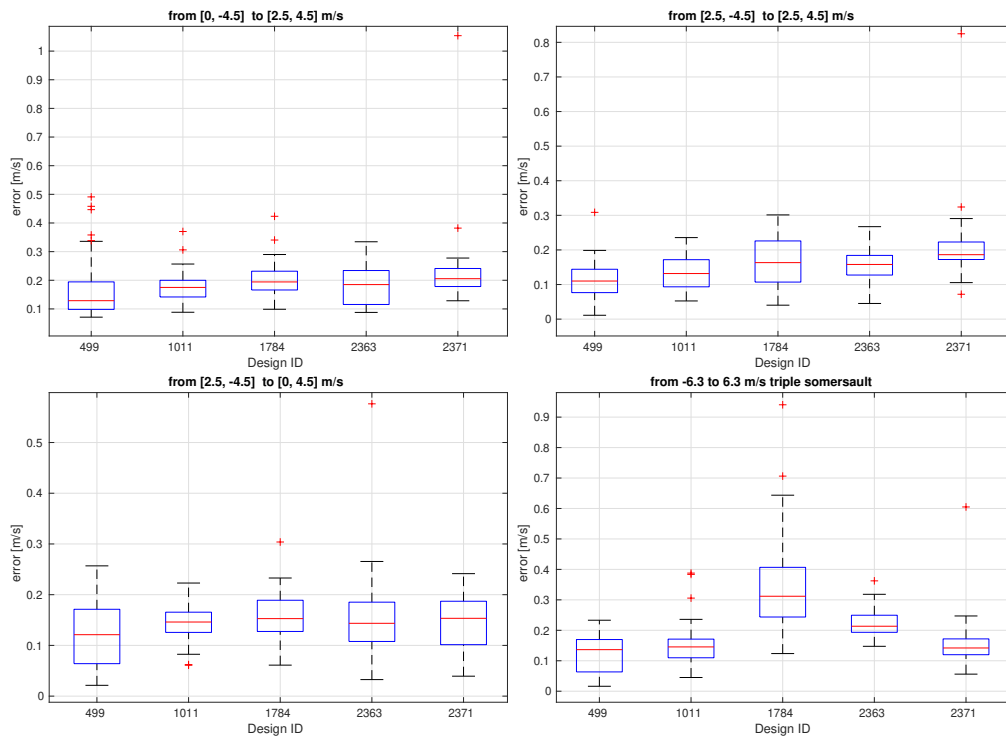 from [0, -4.5] to [2.5, 4.5] m/s
error [m/s]
1
0.9
0.8
0.7
0.6
0.5
0.4
0.3
0.2
0.1
499 1011 1784 2363 2371
Design ID
from [2.5, -4.5] to [2.5, 4.5] m/s
error [m/s]
0.8
0.7
0.6
0.5
0.4
0.3
0.2
0.1
0
499 1011 1784 2363 2371
Design ID
from [2.5, -4.5] to [0, 4.5] m/s
error [m/s]
0.5
0.4
0.3
0.2
0.1
0
499 1011 1784 2363 2371
Design ID
from -6.3 to 6.3 m/s triple somersault
error [m/s]
0.9
0.8
0.7
0.6
0.5
0.4
0.3
0.2
0.1
0
499 1011 1784 2363 2371
Design ID